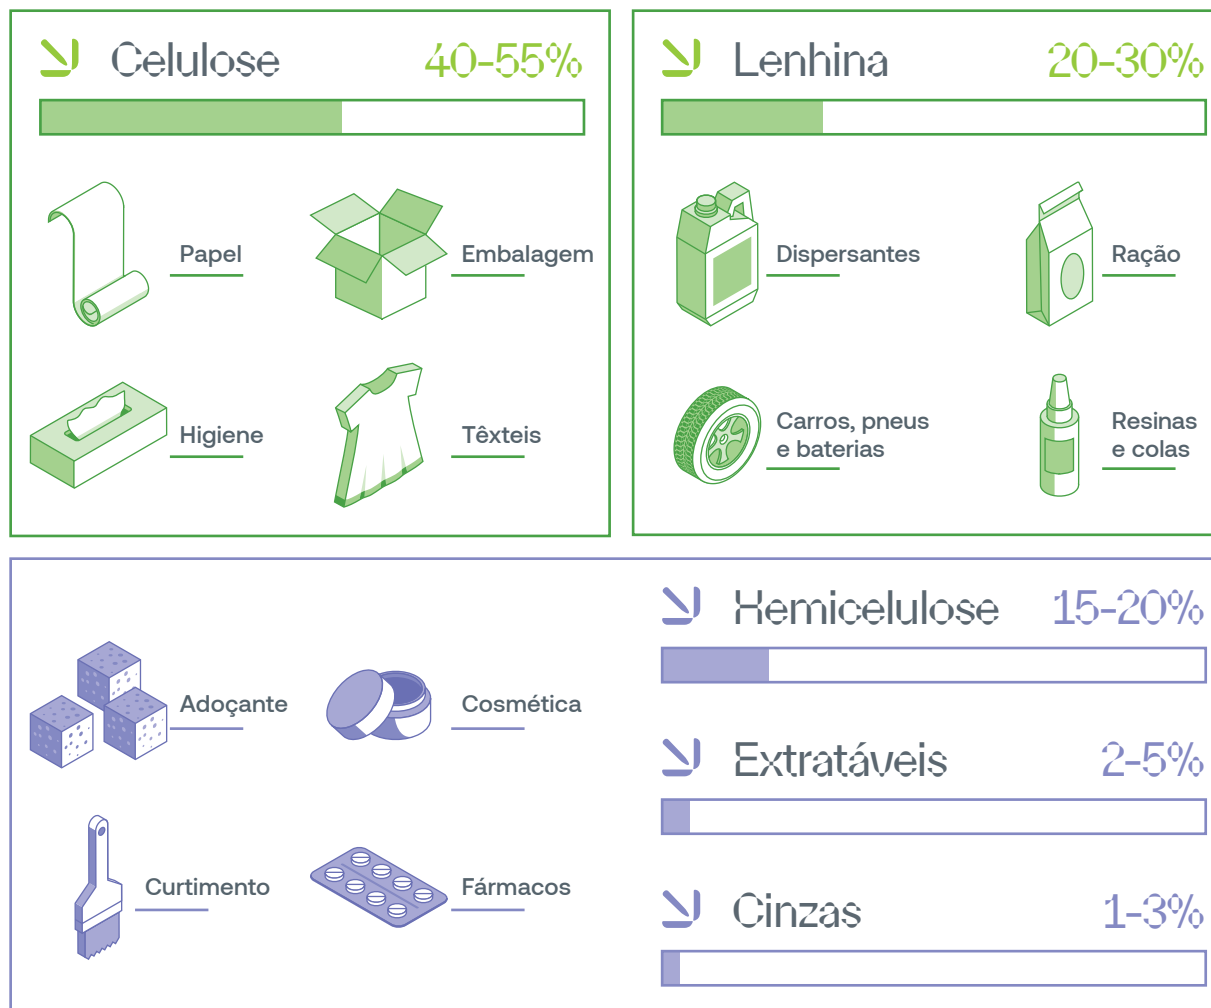 Celulose 40-55%
Papel
Embalagem
Higiene
Têxteis
Lenhina 20-30%
Dispersantes
Ração
Carros, pneus
e baterias
Resinas
e colas
Adoçante
Cosmética
Curtimento
Fármacos
Hemicelulose 15-20%
Extratáveis 2-5%
Cinzas 1-3%